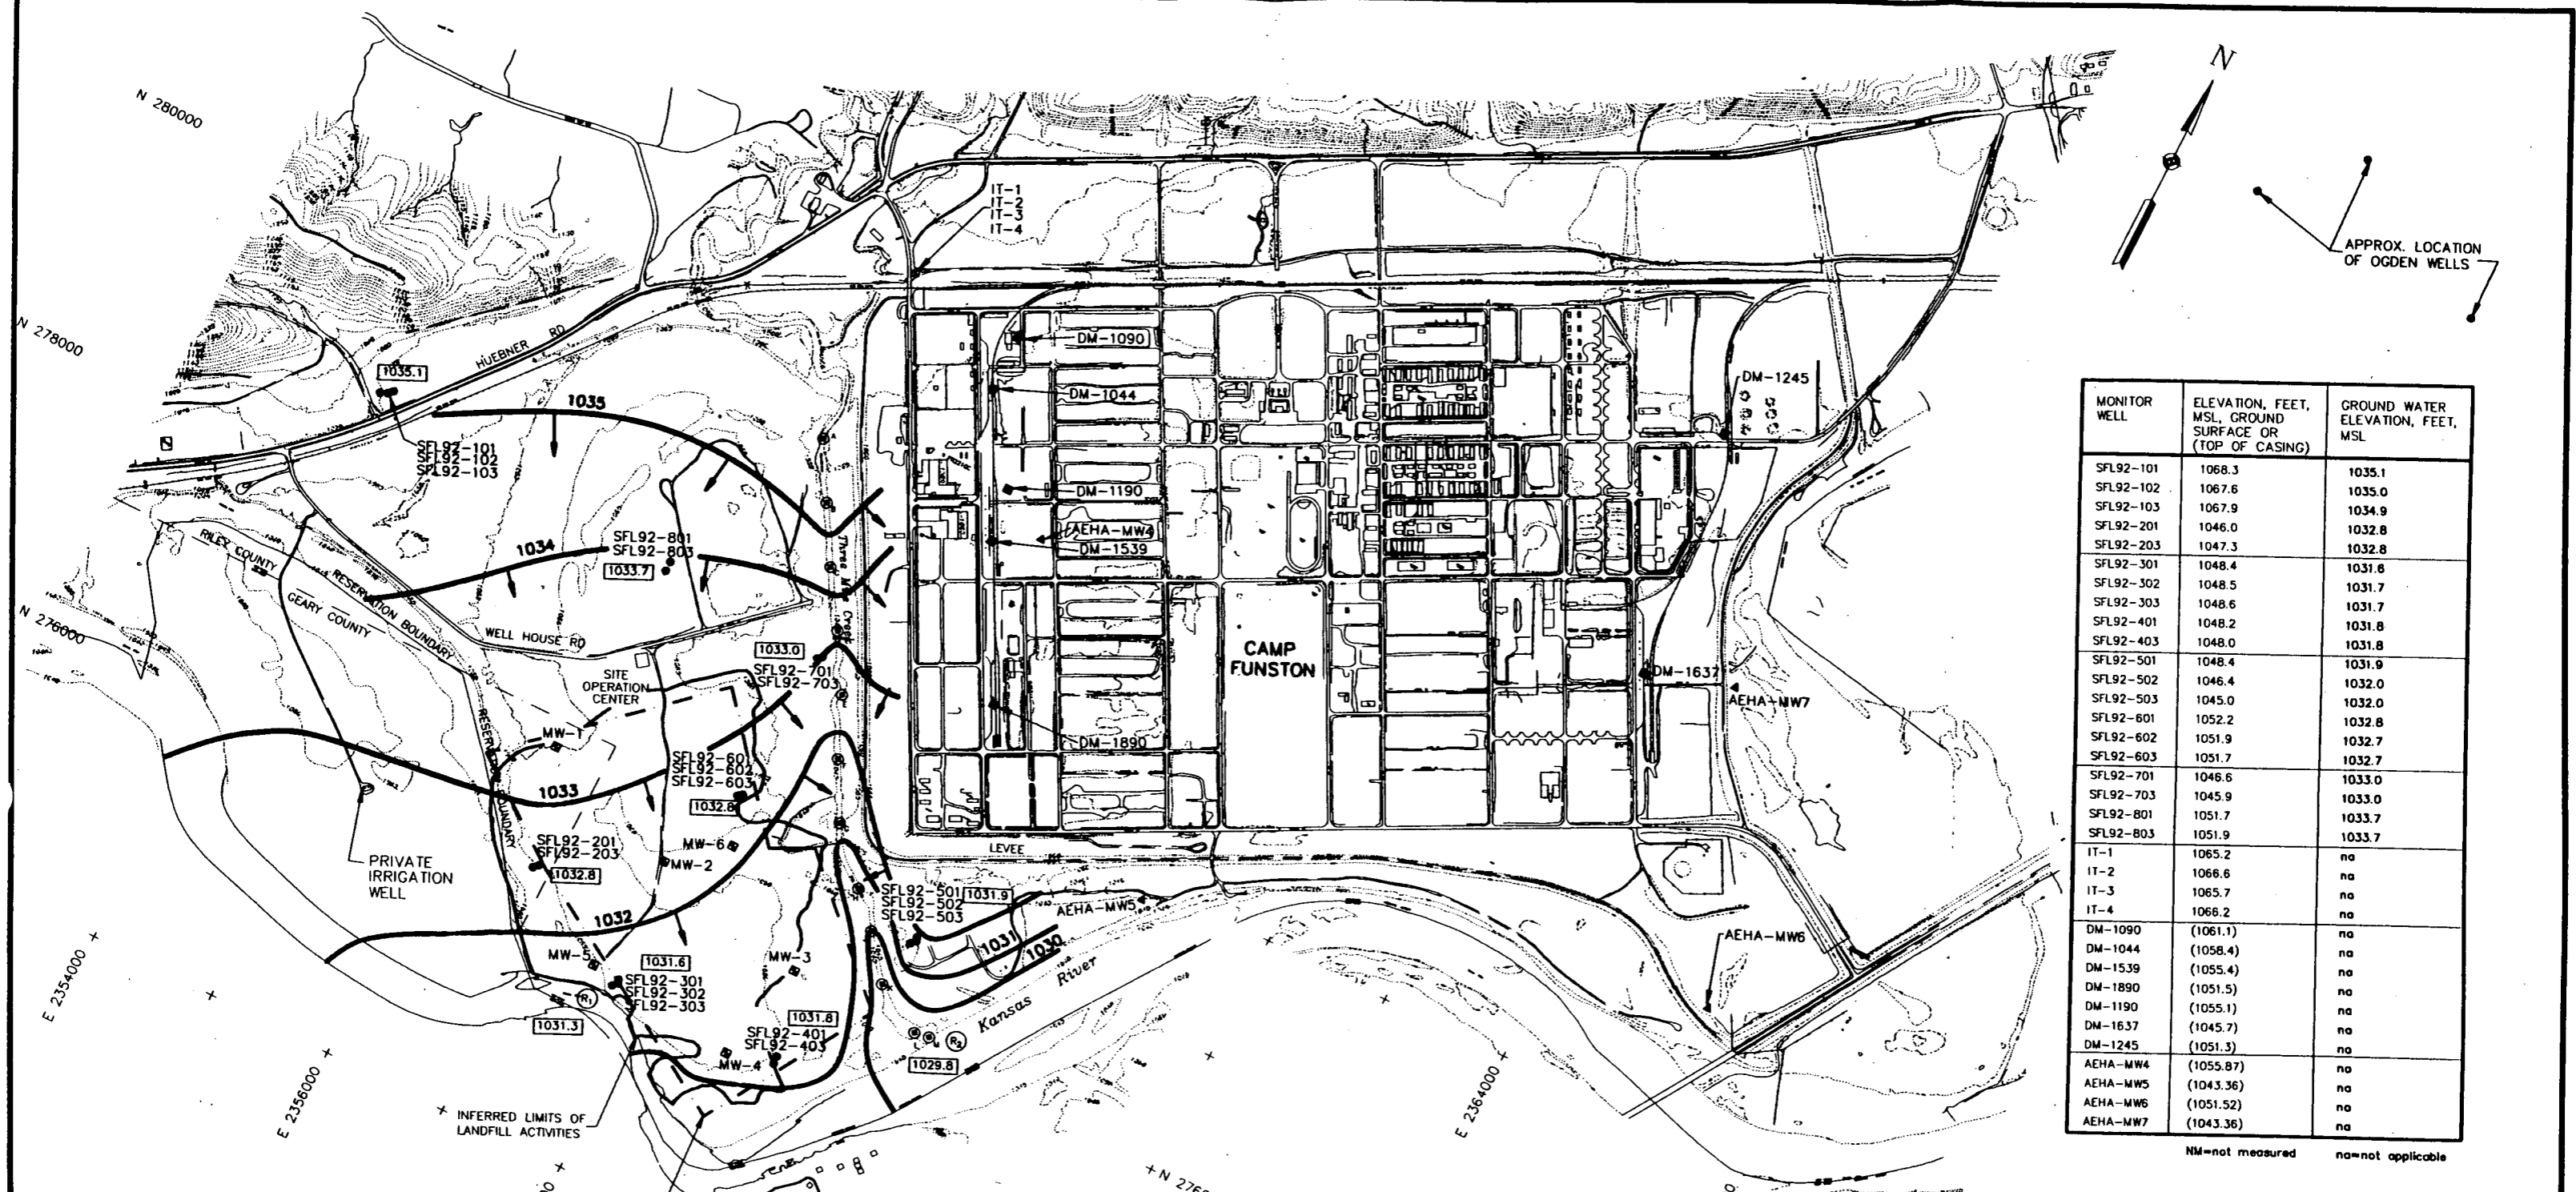 N
N 280000
IT-1
IT-2
IT-3
IT-4
APPROX. LOCATION
OF OGDEN WELLS
N 278000
HUEBNER RD
DM-1090
1035.1
DM-1044
DM-1245
1035
SFL92-101
SFL92-102
SFL92-103
DM-1190
AEHA-MW4
DM-1539
SFL92-801
SFL92-803
1034
1033.7
RILEY COUNTY
RESERVATION BOUNDARY
GEARY COUNTY
N 276000
WELL HOUSE RD
Creek
1033.0
SFL92-701
SFL92-703
SITE
OPERATION
CENTER
CAMP
FUNSTON
DM-1637
AEHA-MW7
MW-1
DM-1890
SFL92-601
SFL92-602
SFL92-603
1033
1032.8
SFL92-201
SFL92-203
1032.8
MW-6
MW-2
LEVEE
PRIVATE
IRRIGATION
WELL
SFL92-501
SFL92-502
SFL92-503
1031.9
AEHA-MW5
1032
1031
1030
AEHA-MW6
MW-5
1031.6
MW-3
SFL92-301
SFL92-302
SFL92-303
R1
1031.3
Kansas River
1031.8
SFL92-401
SFL92-403
MW-4
R2
1029.8
E 2354000
E 2356000
E 2364000
INFERRED LIMITS OF
LANDFILL ACTIVITIES
MONITOR WELL ELEVATION, FEET, MSL, GROUND SURFACE OR (TOP OF CASING) GROUND WATER ELEVATION, FEET, MSL
SFL92-101 1068.3 1035.1
SFL92-102 1067.6 1035.0
SFL92-103 1067.9 1034.9
SFL92-201 1046.0 1032.8
SFL92-203 1047.3 1032.8
SFL92-301 1048.4 1031.6
SFL92-302 1048.5 1031.7
SFL92-303 1048.6 1031.7
SFL92-401 1048.2 1031.8
SFL92-403 1048.0 1031.8
SFL92-501 1048.4 1031.9
SFL92-502 1046.4 1032.0
SFL92-503 1045.0 1032.0
SFL92-601 1052.2 1032.8
SFL92-602 1051.9 1032.7
SFL92-603 1051.7 1032.7
SFL92-701 1046.6 1033.0
SFL92-703 1045.9 1033.0
SFL92-801 1051.7 1033.7
SFL92-803 1051.9 1033.7
IT-1 1065.2 na
IT-2 1066.6 na
IT-3 1065.7 na
IT-4 1066.2 na
DM-1090 (1061.1) na
DM-1044 (1058.4) na
DM-1539 (1055.4) na
DM-1890 (1051.5) na
DM-1190 (1055.1) na
DM-1637 (1045.7) na
DM-1245 (1051.3) na
AEHA-MW4 (1055.87) na
AEHA-MW5 (1043.36) na
AEHA-MW6 (1051.52) na
AEHA-MW7 (1043.36) na
NM=not measured na=not applicable